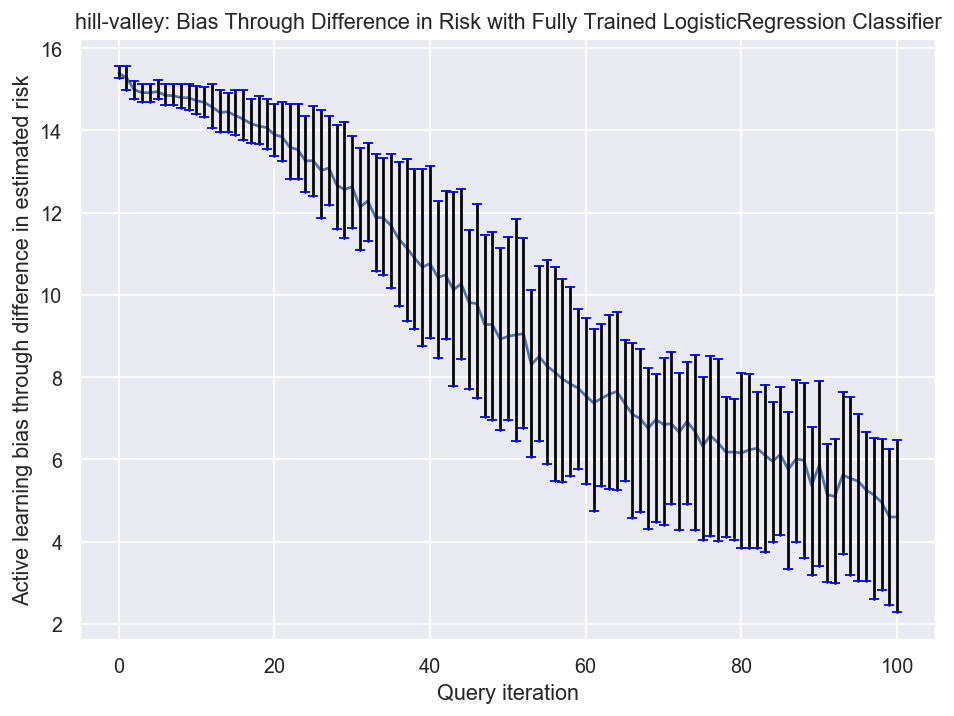 hill-valley: Bias Through Difference in Risk with Fully Trained LogisticRegression Classifier
Active learning bias through difference in estimated risk
16
14
12
10
8
6
4
2
0 20 40 60 80 100
Query iteration